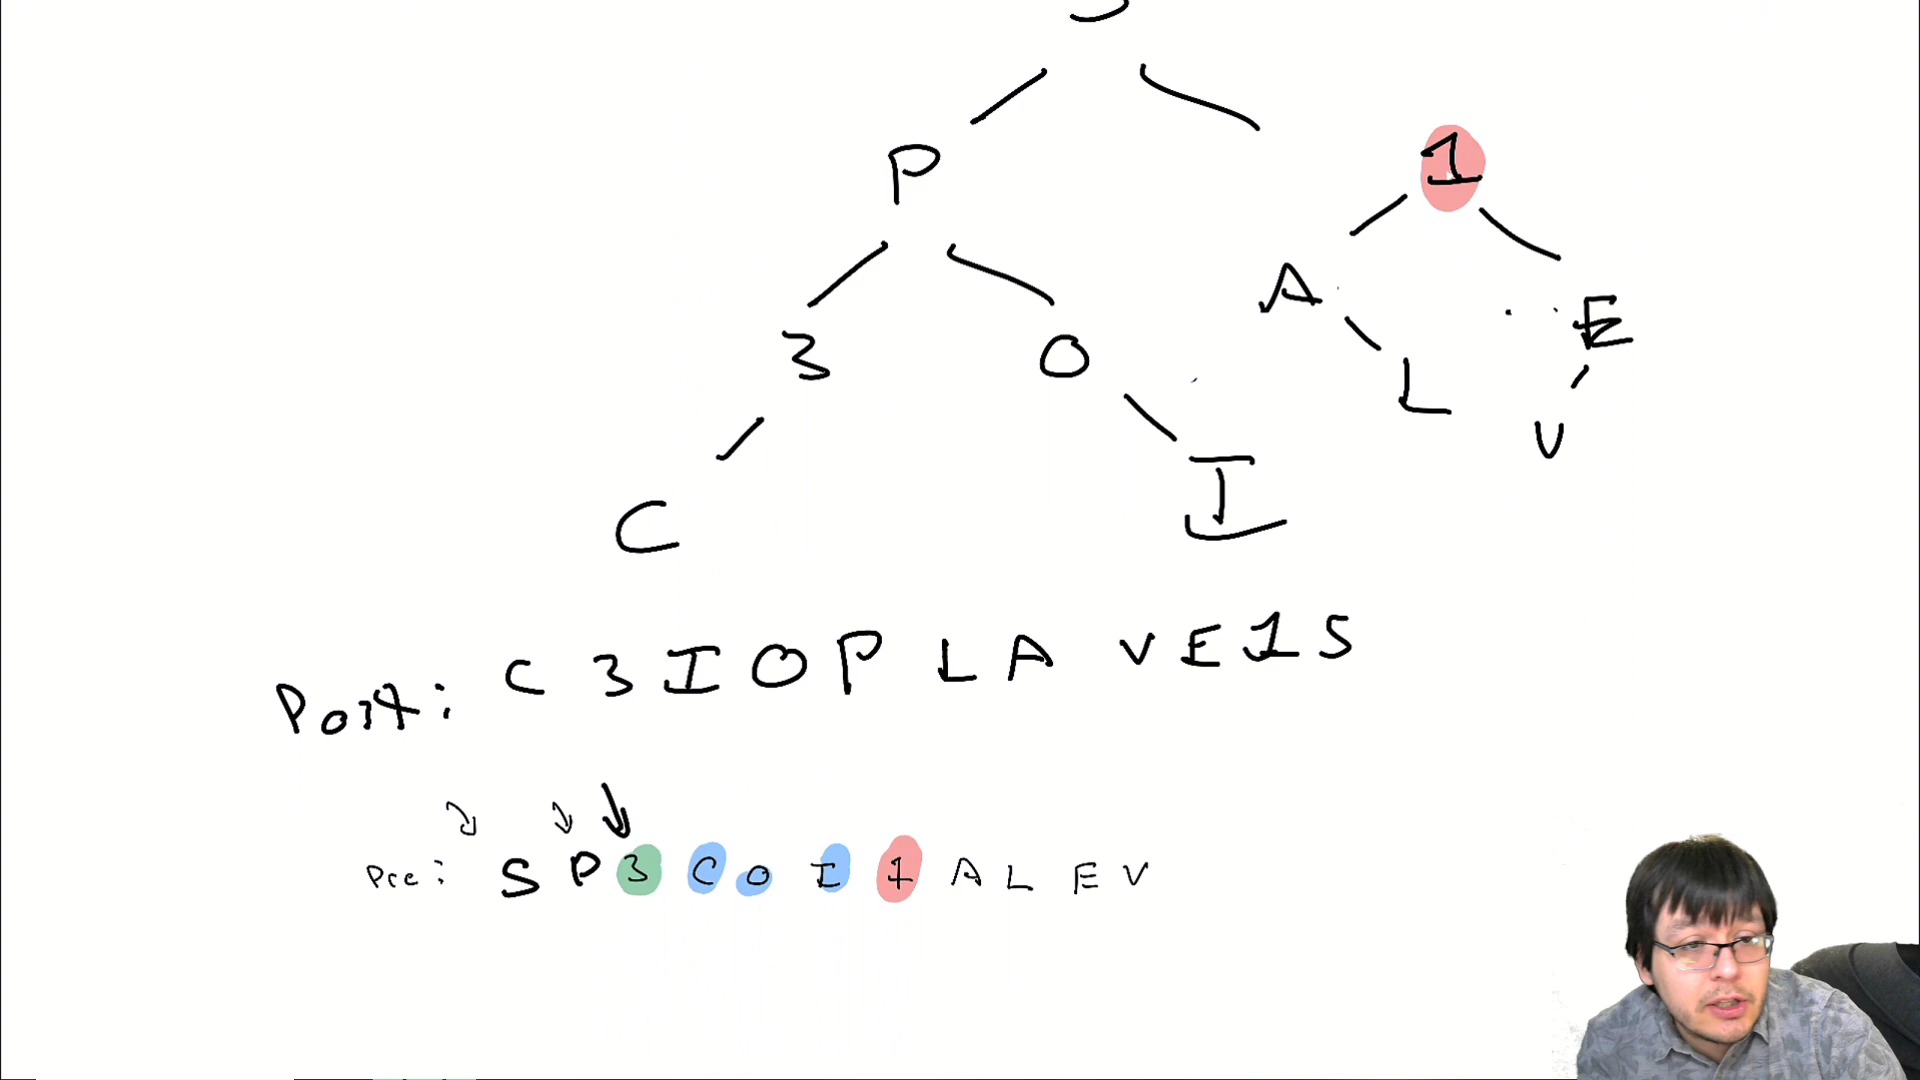 S
P 1
A E
3 O
L V
C I
Post: C 3 I O P L A V E 1 S
Pre: S P 3 C O I 1 A L E V